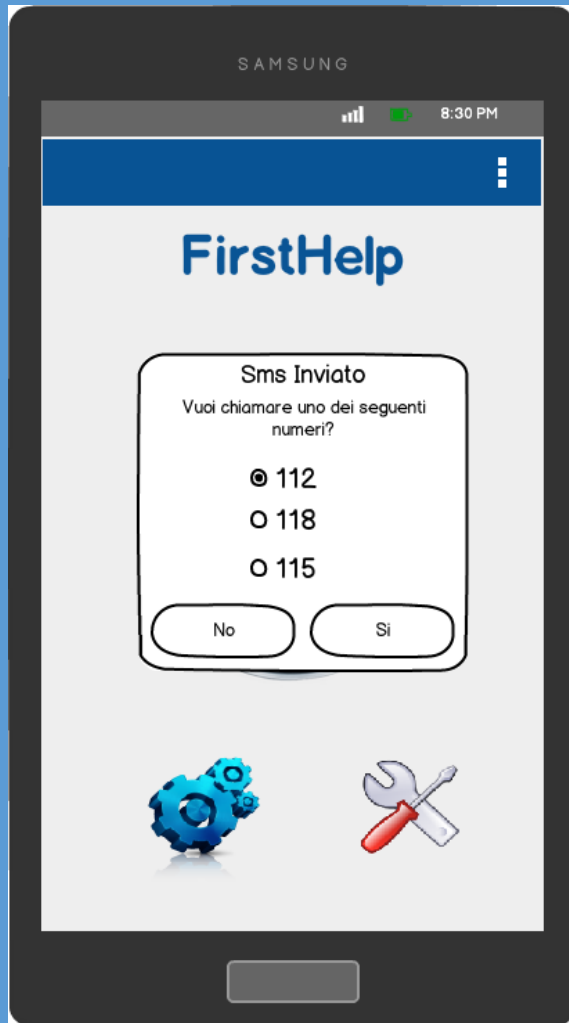 SAMSUNG
8:30 PM
FirstHelp
Sms Inviato
Vuoi chiamare uno dei seguenti
numeri?
112
118
115
No
Si